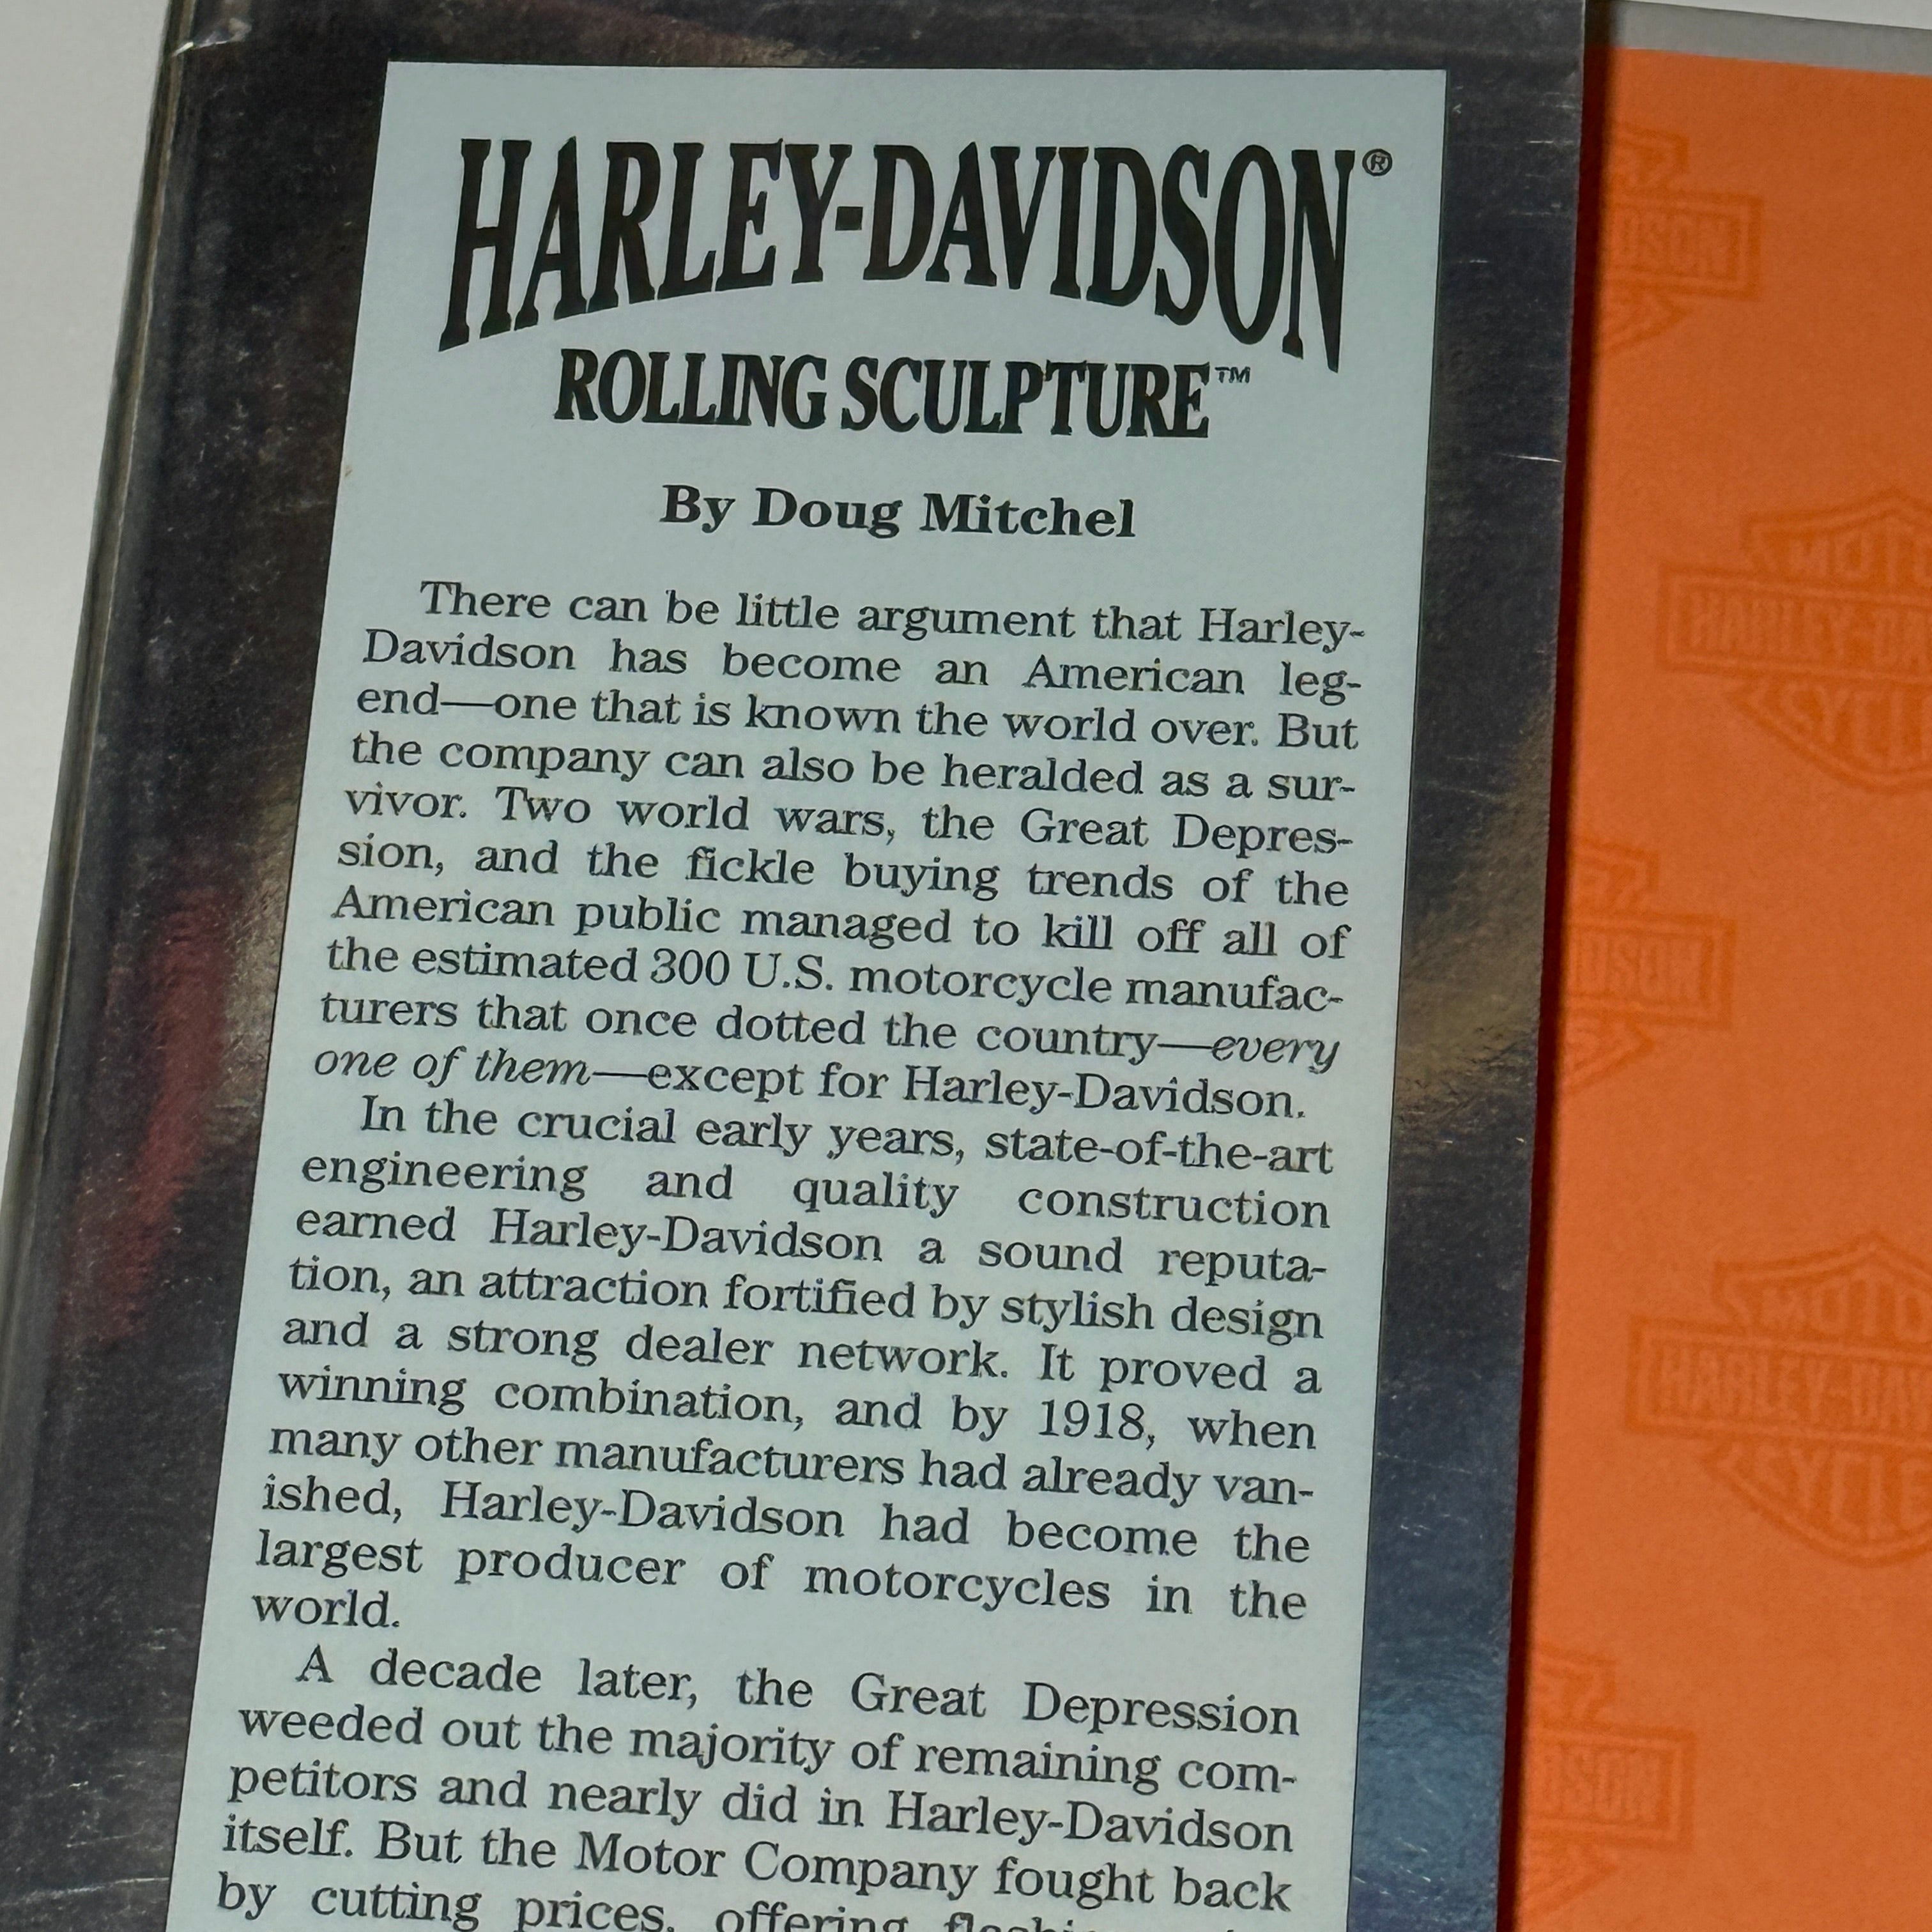 HARLEY-DAVIDSON®
ROLLING SCULPTURE™
By Doug Mitchel
There can be little argument that Harley-
Davidson has become an American leg-
end—one that is known the world over. But
the company can also be heralded as a sur-
vivor. Two world wars, the Great Depres-
sion, and the fickle buying trends of the
American public managed to kill off all of
the estimated 300 U.S. motorcycle manufac-
turers that once dotted the country—every
one of them—except for Harley-Davidson.
In the crucial early years, state-of-the-art
engineering and quality construction
earned Harley-Davidson a sound reputa-
tion, an attraction fortified by stylish design
and a strong dealer network. It proved a
winning combination, and by 1918, when
many other manufacturers had already van-
ished, Harley-Davidson had become the
largest producer of motorcycles in the
world.
A decade later, the Great Depression
weeded out the majority of remaining com-
petitors and nearly did in Harley-Davidson
itself. But the Motor Company fought back
by cutting prices, offering